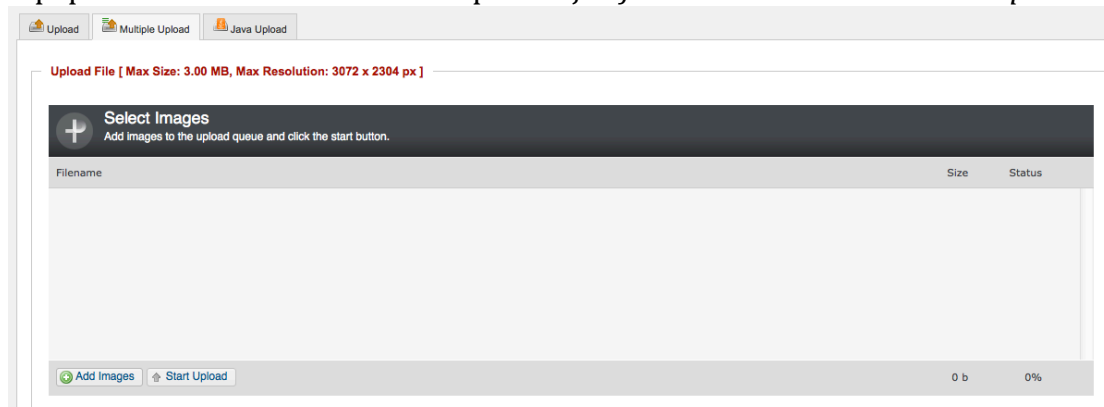 Upload Multiple Upload Java Upload
Upload File [ Max Size: 3.00 MB, Max Resolution: 3072 x 2304 px ]
Select Images
Add images to the upload queue and click the start button.
Filename Size Status
Add Images Start Upload 0 b 0%